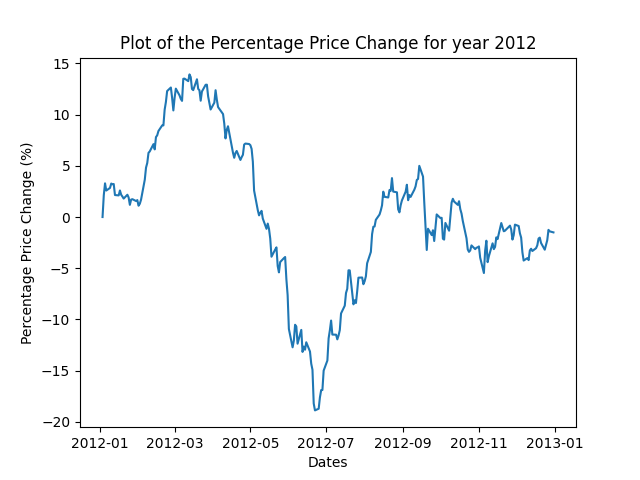 Plot of the Percentage Price Change for year 2012
15
10
5
0
−5
−10
−15
−20
Percentage Price Change (%)
2012-01 2012-03 2012-05 2012-07 2012-09 2012-11 2013-01
Dates